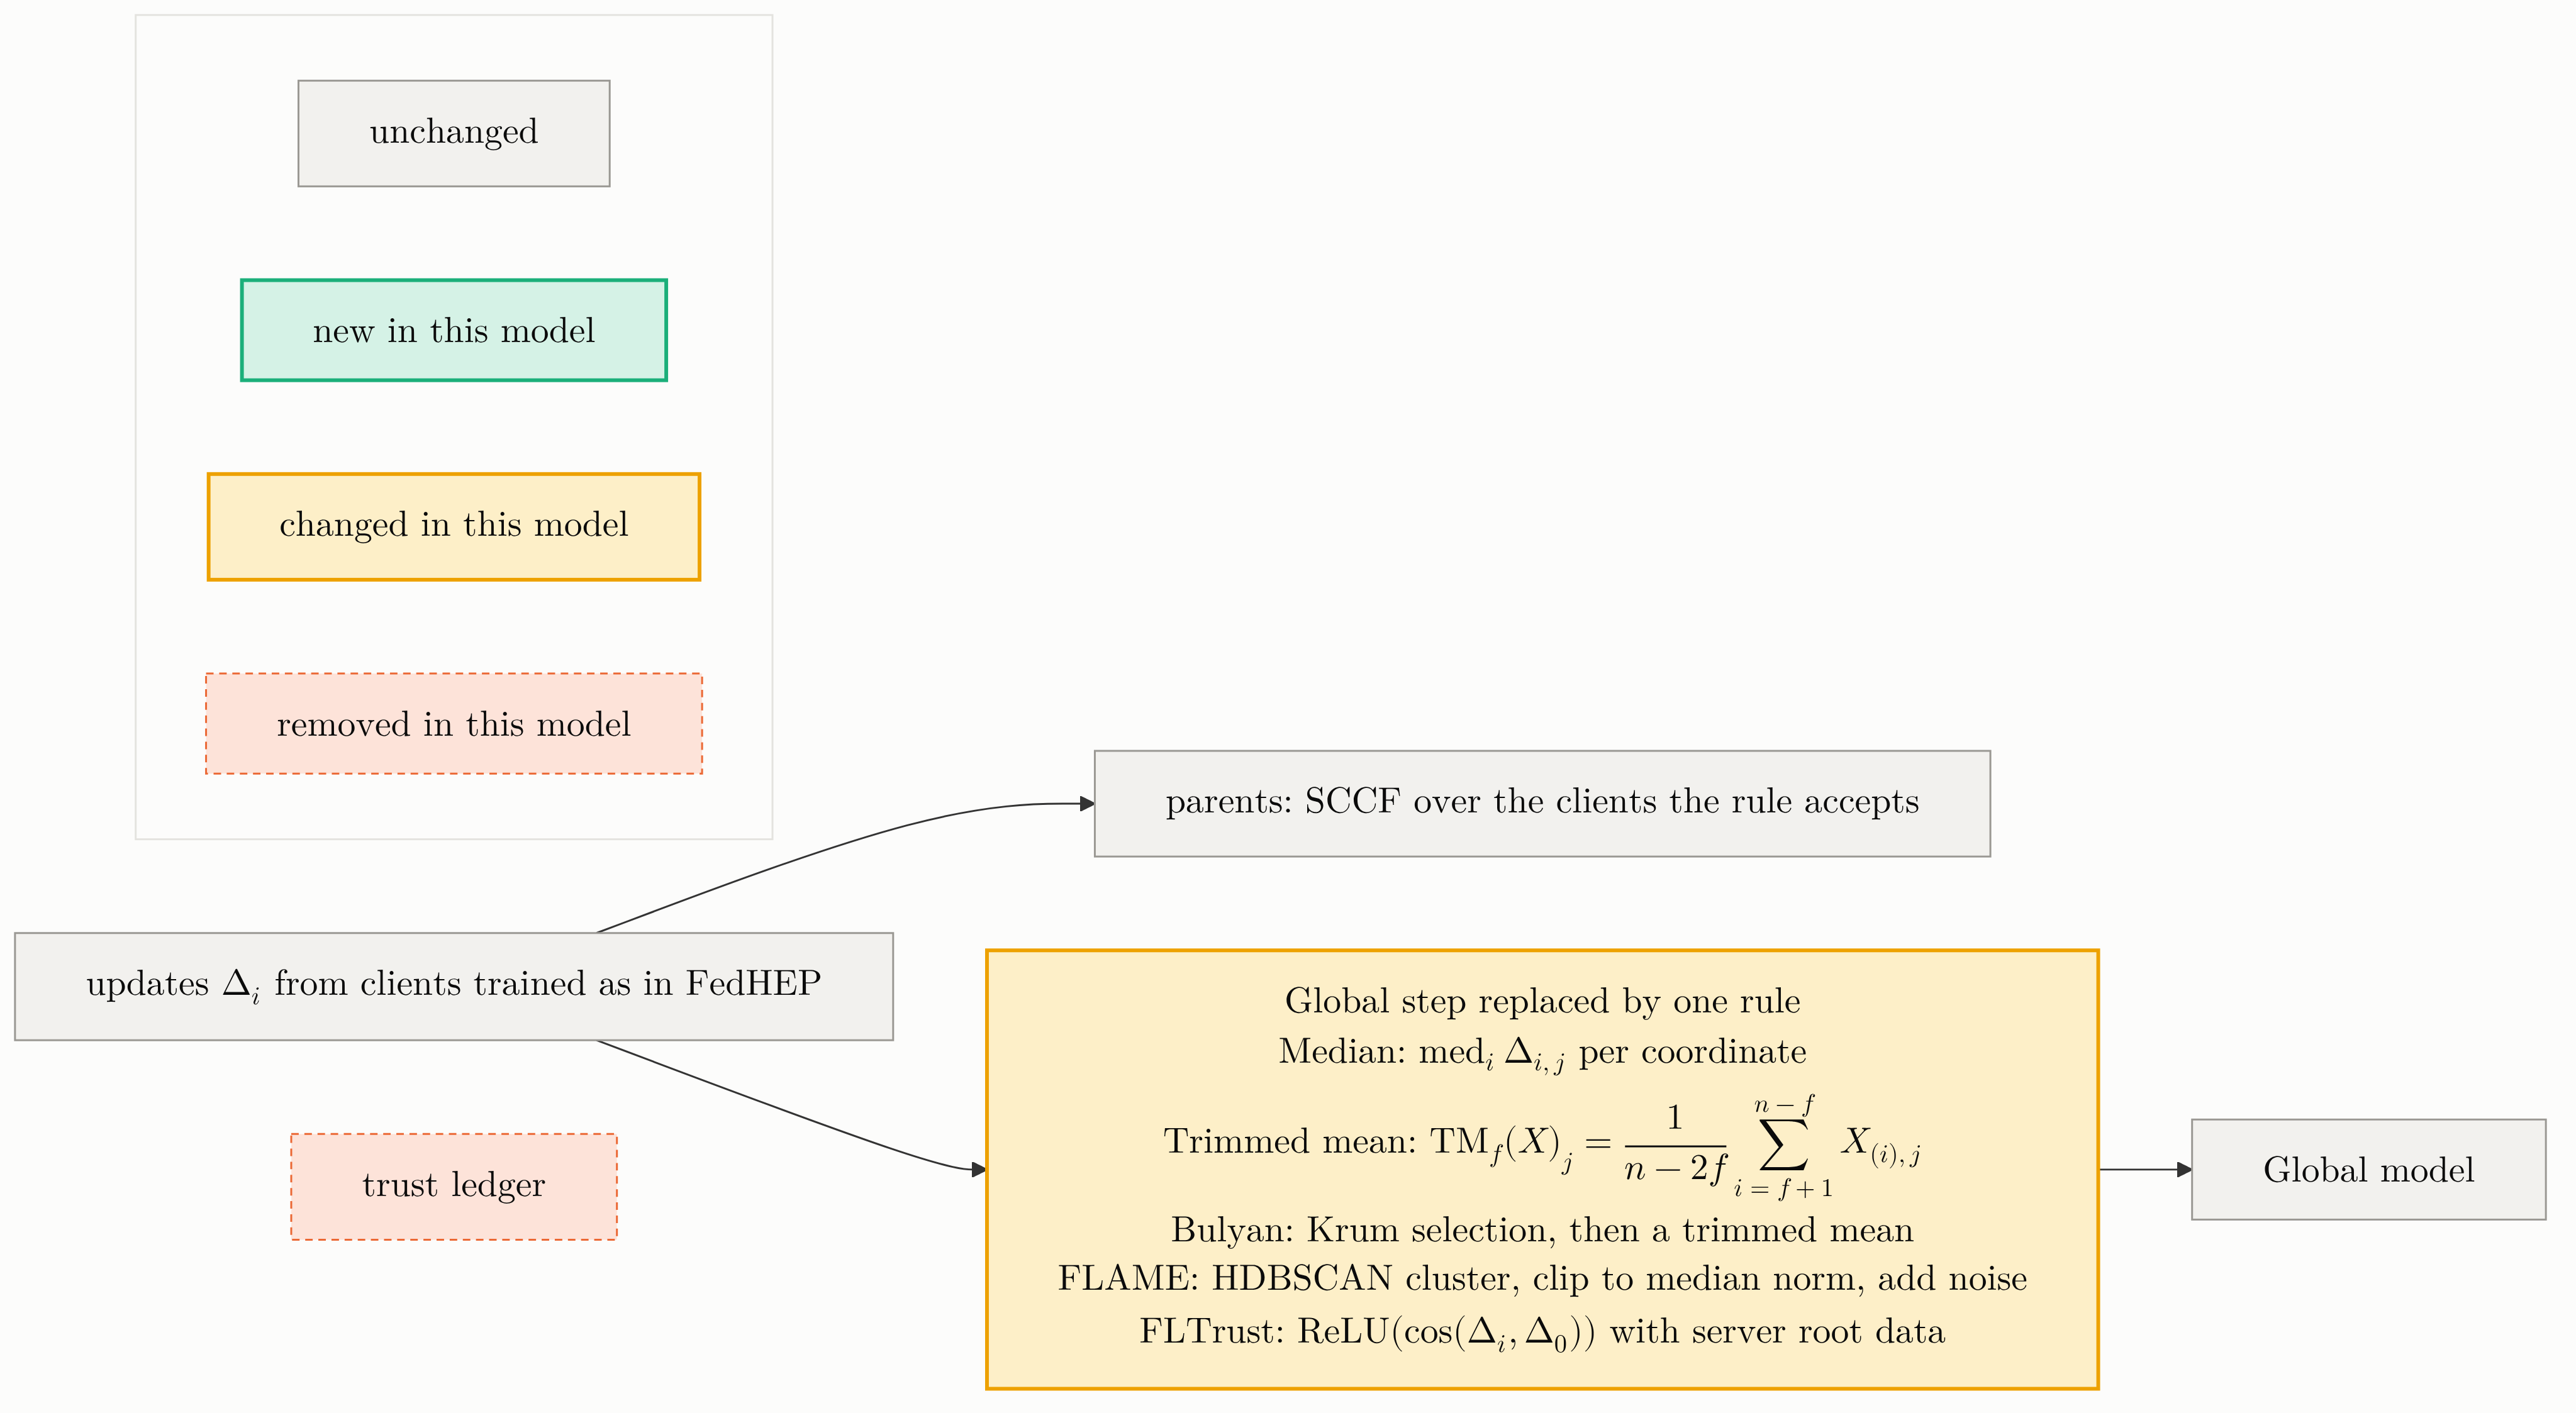 unchanged
new in this model
changed in this model
removed in this model
parents: SCCF over the clients the rule accepts
updates Δ_i from clients trained as in FedHEP
Global step replaced by one rule
Median: med_i Δ_{i,j} per coordinate
Trimmed mean: TM_f(X)_j = \frac{1}{n − 2f} \sum_{i = f + 1}^{n − f} X_{(i),j}
Bulyan: Krum selection, then a trimmed mean
FLAME: HDBSCAN cluster, clip to median norm, add noise
FLTrust: ReLU(cos(Δ_i, Δ_0)) with server root data
Global model
trust ledger